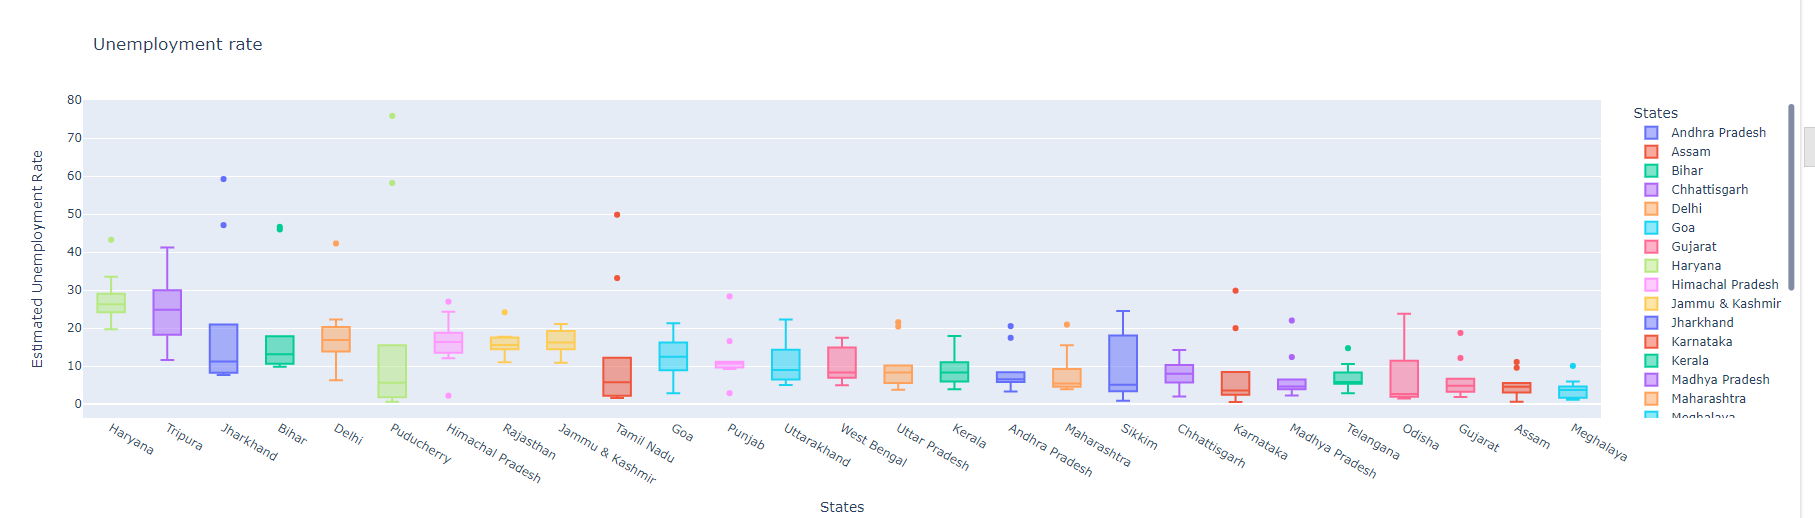 Unemployment rate
Estimated Unemployment Rate
80
70
60
50
40
30
20
10
0
Haryana
Tripura
Jharkhand
Bihar
Delhi
Puducherry
Himachal Pradesh
Rajasthan
Jammu & Kashmir
Tamil Nadu
Goa
Punjab
Uttarakhand
West Bengal
Uttar Pradesh
Kerala
Andhra Pradesh
Maharashtra
Sikkim
Chhattisgarh
Karnataka
Madhya Pradesh
Telangana
Odisha
Gujarat
Assam
Meghalaya
States
States
Andhra Pradesh
Assam
Bihar
Chhattisgarh
Delhi
Goa
Gujarat
Haryana
Himachal Pradesh
Jammu & Kashmir
Jharkhand
Karnataka
Kerala
Madhya Pradesh
Maharashtra
Meghalaya